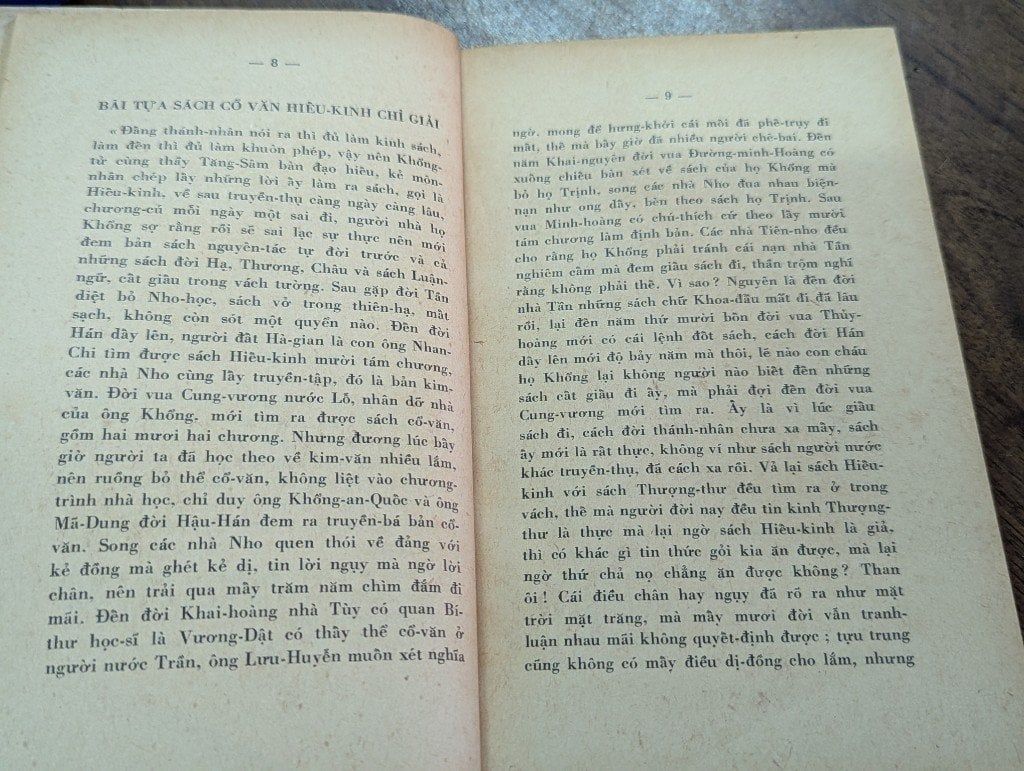 — 8 —
BÀI TỰA SÁCH CỔ VĂN HIẾU-KINH CHỈ GIẢI
« Đấng thánh-nhân nói ra thì đủ làm kinh sách,
làm đến thì đủ làm khuôn phép, vậy nên Khổng-
tử cùng thầy Tăng-Sâm bàn đạo hiếu, kẻ môn-
nhân chép lấy những lời ấy làm ra sách, gọi là
Hiếu-kinh, về sau truyền-thụ càng ngày càng lâu,
chương-cú mỗi ngày một sai đi, người nhà họ
Khổng sợ rằng rồi sẽ sai lạc sự thực nên mới
đem bản sách nguyên-tác tự đời trước và cả
những sách đời Hạ, Thương, Châu và sách Luận-
ngữ, cất giấu trong vách tường. Sau gặp đời Tần
diệt bỏ Nho-học, sách vở trong thiên-hạ, mất
sạch, không còn sót một quyển nào. Đến đời
Hán dấy lên, người đất Hà-gian là con ông Nhan-
Chi tìm được sách Hiếu-kinh mười tám chương,
các nhà Nho cùng lấy truyền-tập, đó là bản kim-
văn. Đời vua Cung-vương nước Lỗ, nhân dỡ nhà
của ông Khổng, mới tìm ra được sách cổ-văn,
gồm hai mươi hai chương. Nhưng đương lúc bấy
giờ người ta đã học theo về kim-văn nhiều lắm,
nên ruồng bỏ thể cổ-văn, không liệt vào chương-
trình nhà học, chỉ duy ông Khổng-an-Quốc và ông
Mã-Dung đời Hậu-Hán đem ra truyền-bá bản cổ-
văn. Song các nhà Nho quen thói về đảng với
kẻ đồng mà ghét kẻ dị, tin lời ngụy mà ngờ lời
chân, nên trải qua mấy trăm năm chìm đắm đi
mãi. Đến đời Khai-hoàng nhà Tùy có quan Bí-
thư học-sĩ là Vương-Dật có thấy thể cổ-văn ở
người nước Trần, ông Lưu-Huyễn muốn xét nghĩa
— 9 —
ngờ, mong để hưng-khởi cái mối đã phế-trụy đi
mất, thế mà bây giờ đã nhiều người chê-bai. Đến
năm Khai-nguyên đời vua Đường-minh-Hoàng có
xuống chiếu bàn xét về sách của họ Khổng mà
bỏ họ Trịnh, song các nhà Nho đua nhau biện-
nạn như ong dậy, bèn theo sách họ Trịnh. Sau
vua Minh-hoàng có chú-thích cứ theo lấy mười
tám chương làm định bản. Các nhà Tiên-nho đều
cho rằng họ Khổng phải tránh cái nạn nhà Tần
nghiêm cấm mà đem giấu sách đi, thần trộm nghĩ
rằng không phải thế. Vì sao ? Nguyên là đến đời
nhà Tần những sách chữ Khoa-đẩu mất đi đã lâu
rồi, lại đến năm thứ mười bốn đời vua Thủy-
hoàng mới có cái lệnh đốt sách, cách đời Hán
dấy lên mới độ bảy năm mà thôi, lẽ nào con cháu
họ Khổng lại không người nào biết đến những
sách cất giấu đi ấy, mà phải đợi đến đời vua
Cung-vương mới tìm ra. Ấy là vì lúc giấu
sách đi, cách đời thánh-nhân chưa xa mấy, sách
ấy mới là rất thực, không ví như sách người nước
khác truyền-thụ, đã cách xa rồi. Vả lại sách Hiếu-
kinh với sách Thượng-thư đều tìm ra ở trong
vách, thế mà người đời nay đều tin kinh Thượng-
thư là thực mà lại ngờ sách Hiếu-kinh là giả,
thì có khác gì tin thức gỏi kia ăn được, mà lại
ngờ thứ chả nọ chẳng ăn được không ? Than
ôi ! Cái điều chân hay ngụy đã rõ ra như mặt
trời mặt trăng, mà mấy mươi đời vẫn tranh-
luận nhau mãi không quyết-định được ; tựu trung
cũng không có mấy điều dị-đồng cho lắm, nhưng